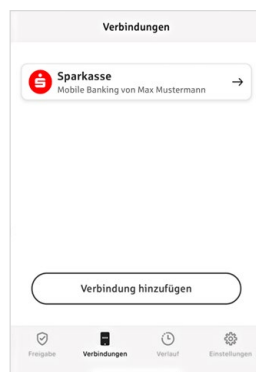 Verbindungen
Sparkasse
Mobile Banking von Max Mustermann
Verbindung hinzufügen
Freigabe Verbindungen Verlauf Einstellungen